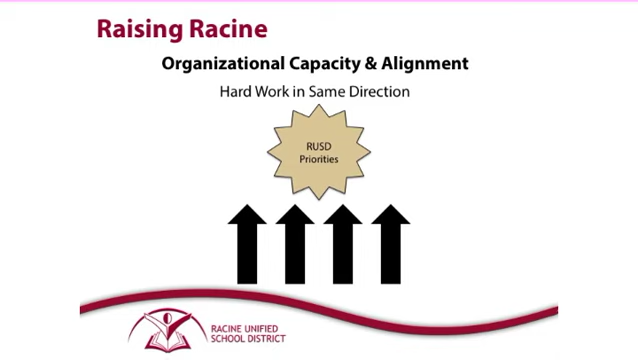 Raising Racine
Organizational Capacity & Alignment
Hard Work in Same Direction
RUSD
Priorities
RACINE UNIFIED
SCHOOL DISTRICT